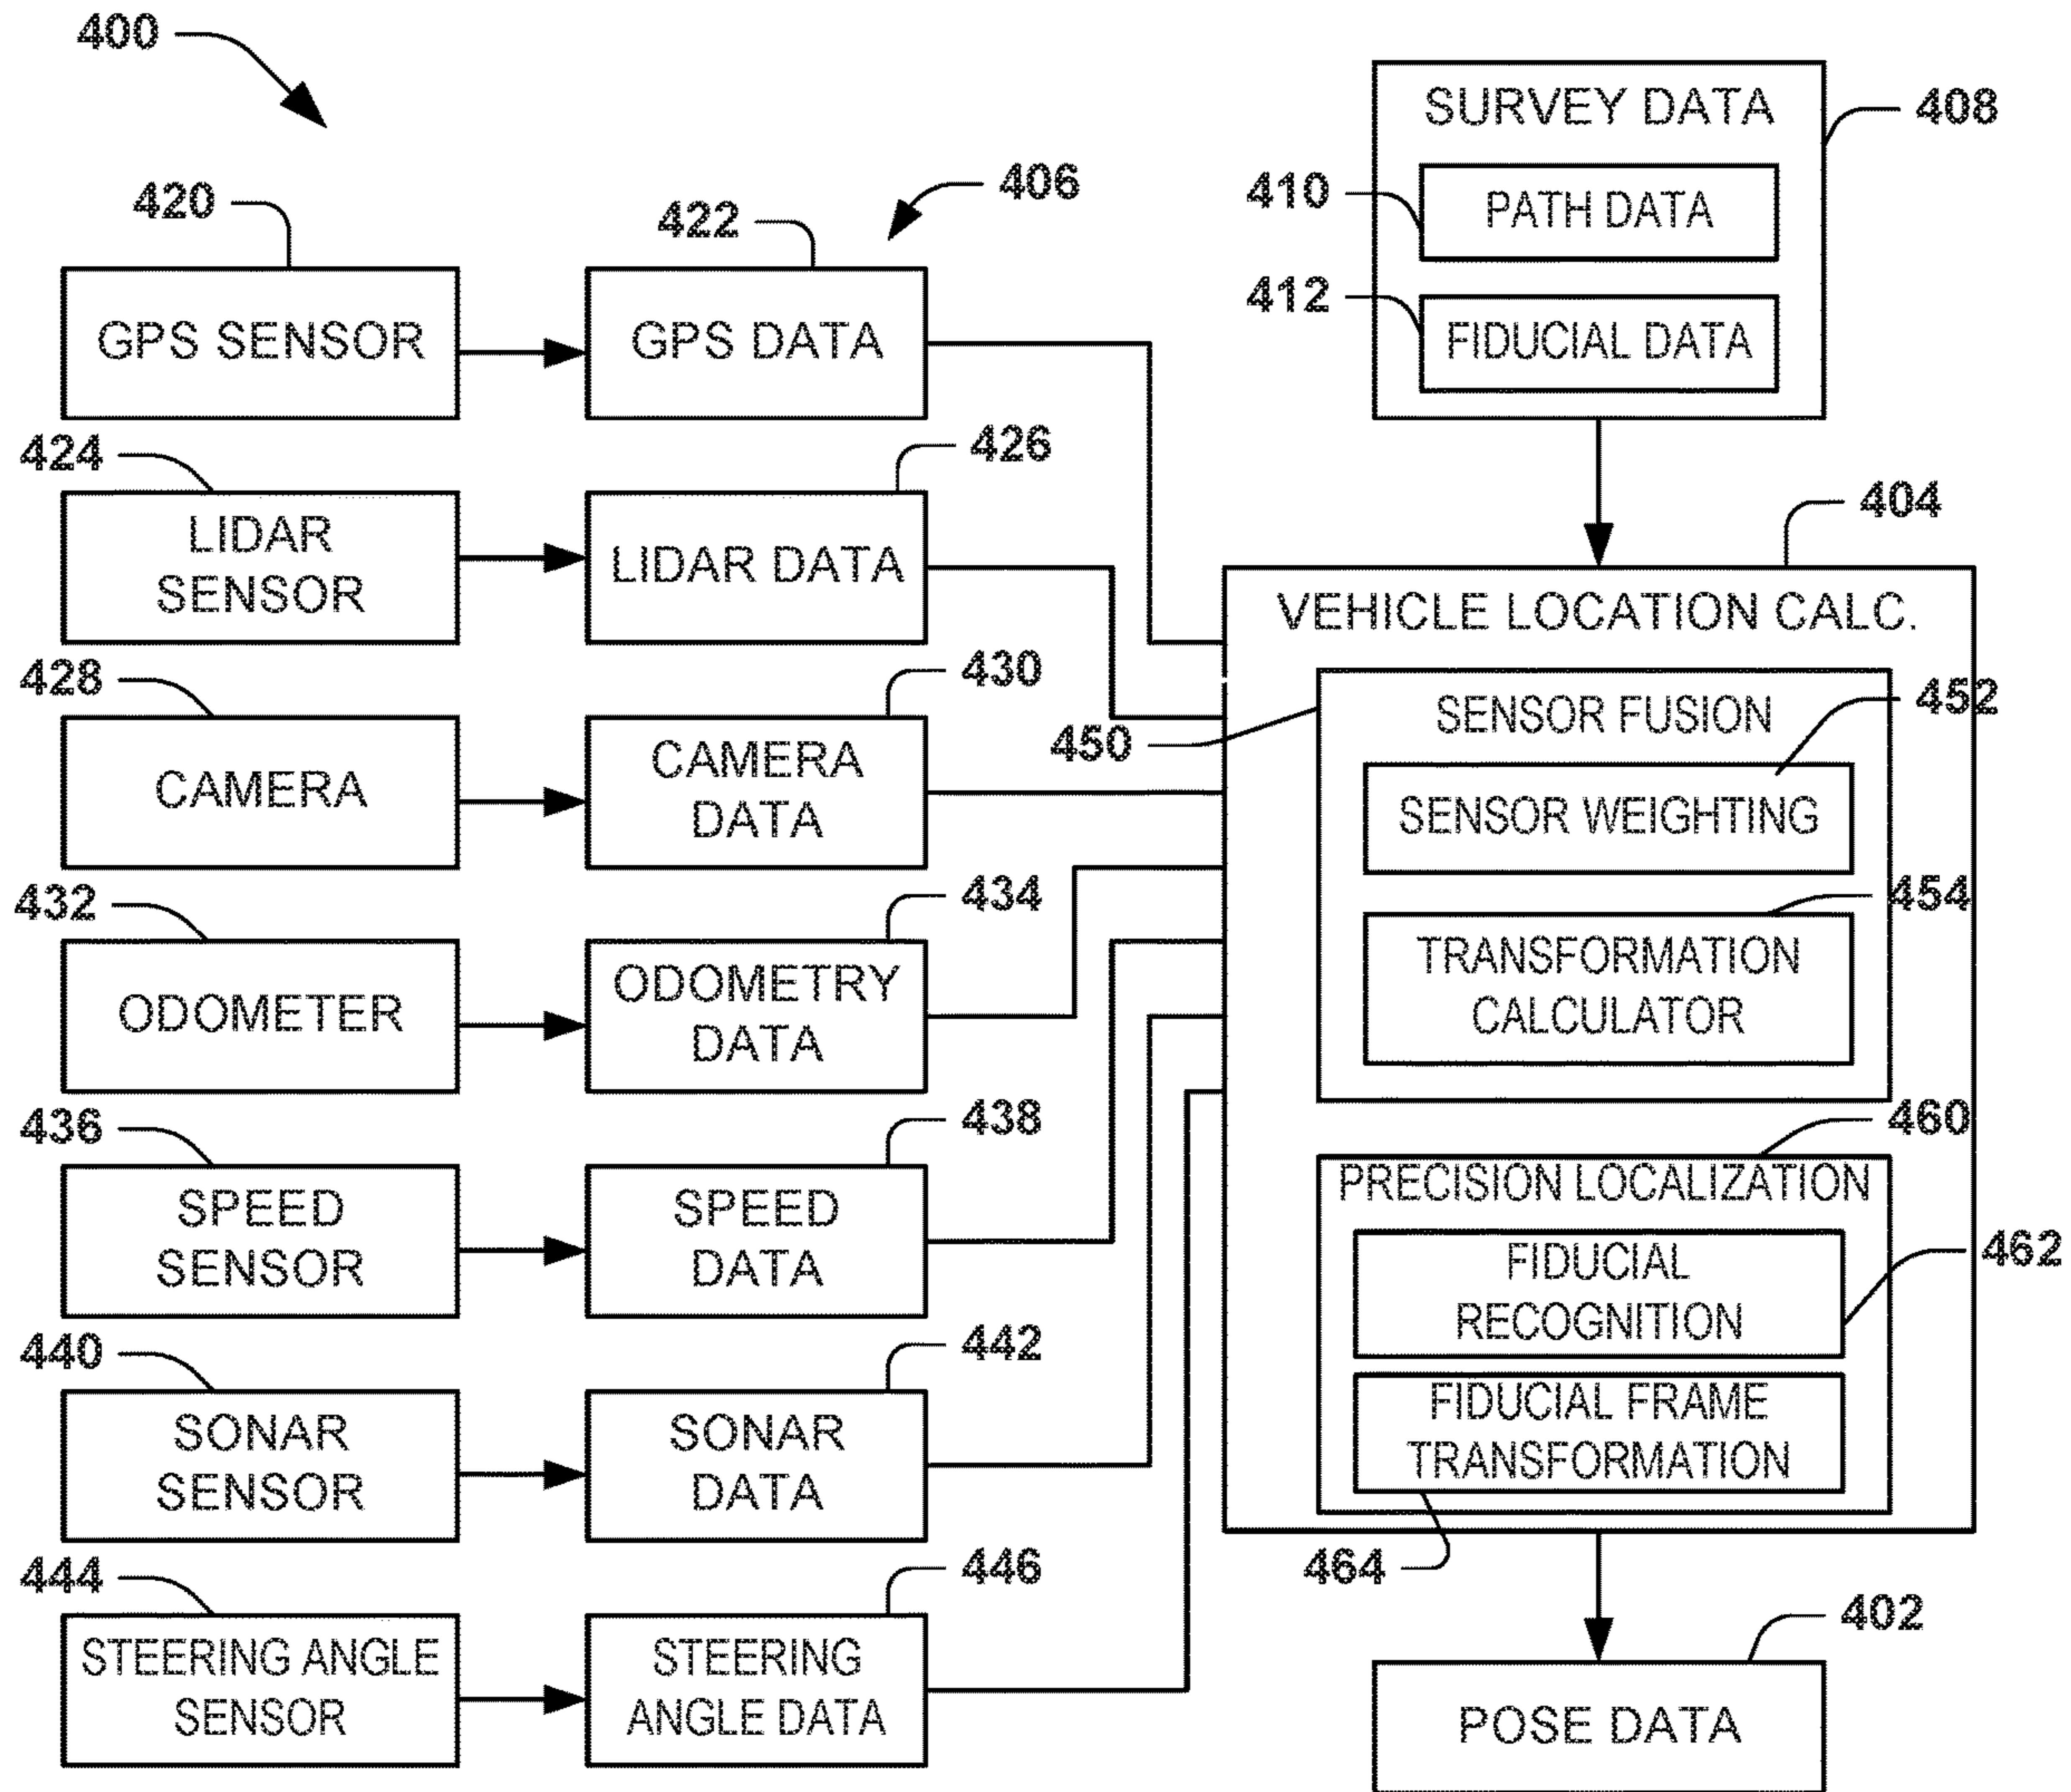 400
420
422
406
GPS SENSOR
GPS DATA
424
426
LIDAR
SENSOR
LIDAR DATA
428
430
CAMERA
CAMERA
DATA
432
434
ODOMETER
ODOMETRY
DATA
436
438
SPEED
SENSOR
SPEED
DATA
440
442
SONAR
SENSOR
SONAR
DATA
444
446
STEERING ANGLE
SENSOR
STEERING
ANGLE DATA
SURVEY DATA
408
410
PATH DATA
412
FIDUCIAL DATA
404
VEHICLE LOCATION CALC.
450
SENSOR FUSION
452
SENSOR WEIGHTING
454
TRANSFORMATION
CALCULATOR
460
PRECISION LOCALIZATION
FIDUCIAL
RECOGNITION
462
FIDUCIAL FRAME
TRANSFORMATION
464
402
POSE DATA